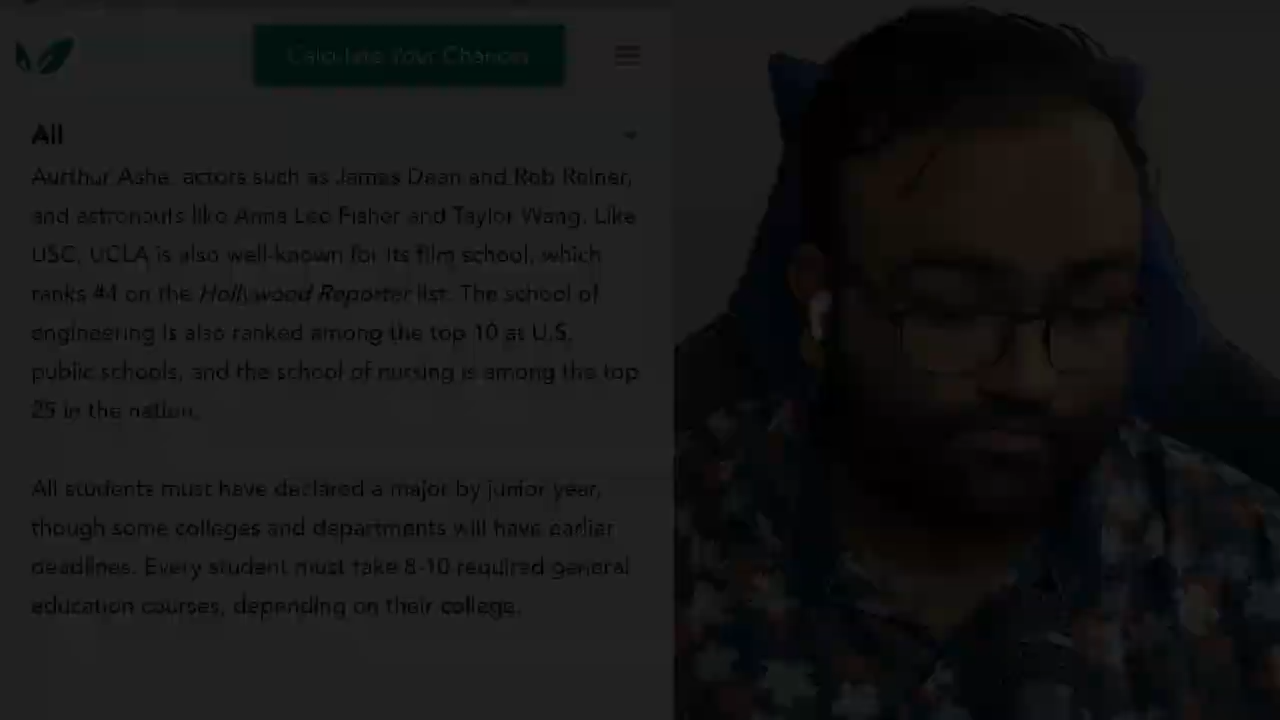 Calculate Your Chances
All
Aurthur Ashe, actors such as James Dean and Rob Reiner,
and astronauts like Anna Lee Fisher and Taylor Wang. Like
USC, UCLA is also well-known for its film school, which
ranks #4 on the Hollywood Reporter list. The school of
engineering is also ranked among the top 10 at U.S.
public schools, and the school of nursing is among the top
25 in the nation.
All students must have declared a major by junior year,
though some colleges and departments will have earlier
deadlines. Every student must take 8-10 required general
education courses, depending on their college.